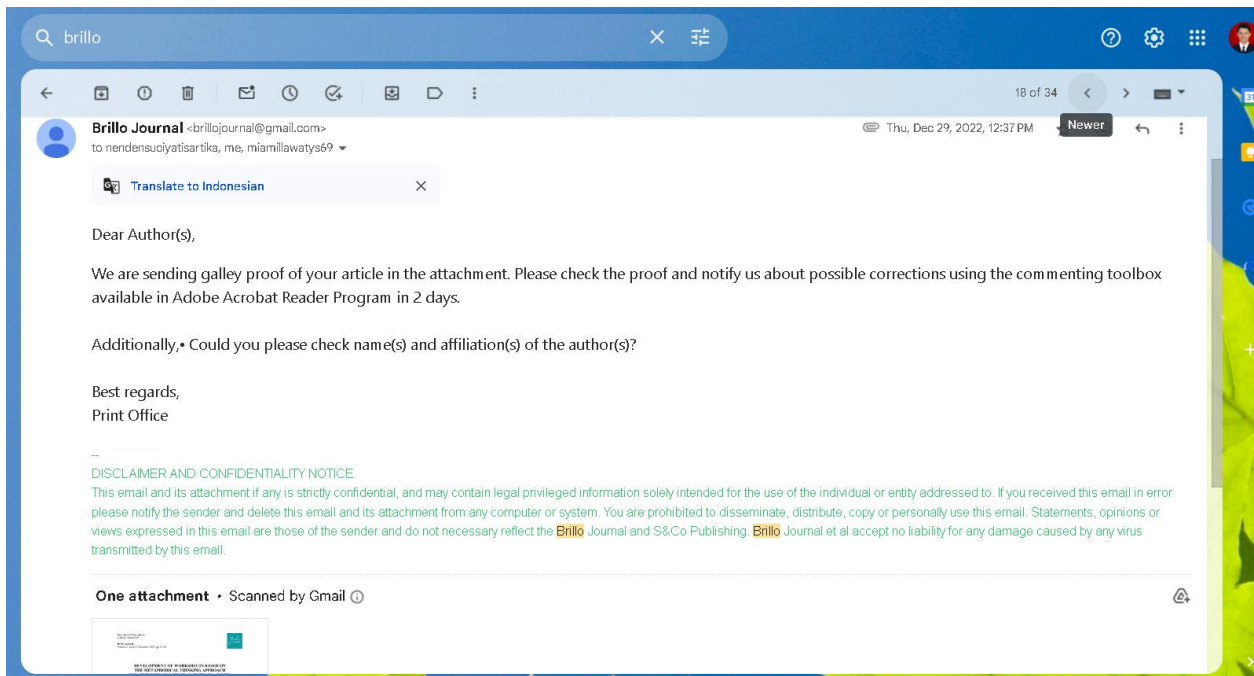 brillo
18 of 34
Brillo Journal <brillojournal@gmail.com>
Thu, Dec 29, 2022, 12:37 PM
Newer
to nendensuciyatisartika, me, miamillawatys69
Translate to Indonesian
Dear Author(s),
We are sending galley proof of your article in the attachment. Please check the proof and notify us about possible corrections using the commenting toolbox
available in Adobe Acrobat Reader Program in 2 days.
Additionally,• Could you please check name(s) and affiliation(s) of the author(s)?
Best regards,
Print Office
--
DISCLAIMER AND CONFIDENTIALITY NOTICE
This email and its attachment if any is strictly confidential, and may contain legal privileged information solely intended for the use of the individual or entity addressed to. If you received this email in error
please notify the sender and delete this email and its attachment from any computer or system. You are prohibited to disseminate, distribute, copy or personally use this email. Statements, opinions or
views expressed in this email are those of the sender and do not necessary reflect the Brillo Journal and S&Co Publishing. Brillo Journal et al accept no liability for any damage caused by any virus
transmitted by this email.
One attachment • Scanned by Gmail
DEVELOPMENT OF WORKSHEETS BASED ON
THE METAPHORICAL THINKING APPROACH